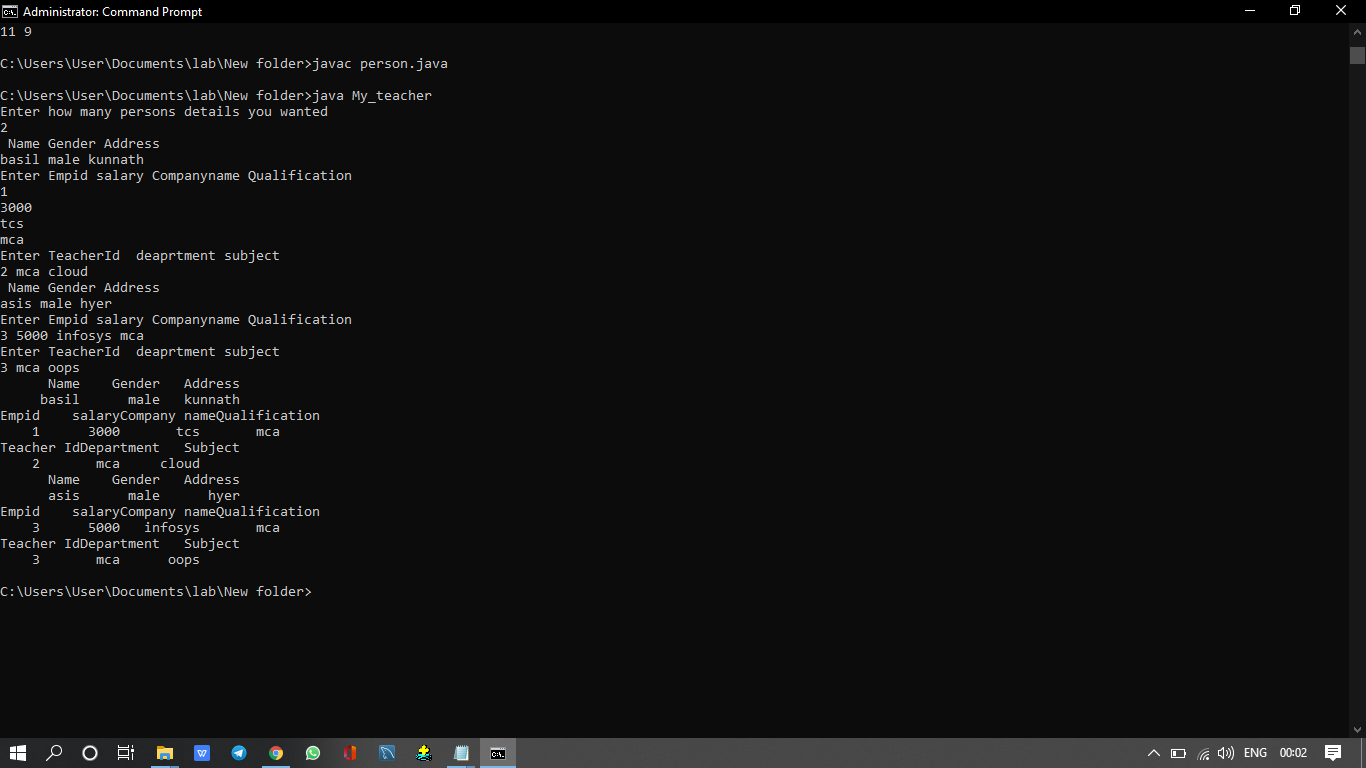 Administrator: Command Prompt
11 9
C:\Users\User\Documents\lab\New folder>javac person.java
C:\Users\User\Documents\lab\New folder>java My_teacher
Enter how many persons details you wanted
2
 Name Gender Address
basil male kunnath
Enter Empid salary Companyname Qualification
1
3000
tcs
mca
Enter TeacherId  deaprtment subject
2 mca cloud
 Name Gender Address
asis male hyer
Enter Empid salary Companyname Qualification
3 5000 infosys mca
Enter TeacherId  deaprtment subject
3 mca oops
      Name    Gender   Address
     basil      male   kunnath
Empid    salaryCompany nameQualification
    1      3000       tcs       mca
Teacher IdDepartment   Subject
    2       mca     cloud
      Name    Gender   Address
      asis      male      hyer
Empid    salaryCompany nameQualification
    3      5000   infosys       mca
Teacher IdDepartment   Subject
    3       mca      oops
C:\Users\User\Documents\lab\New folder>
ENG 00:02